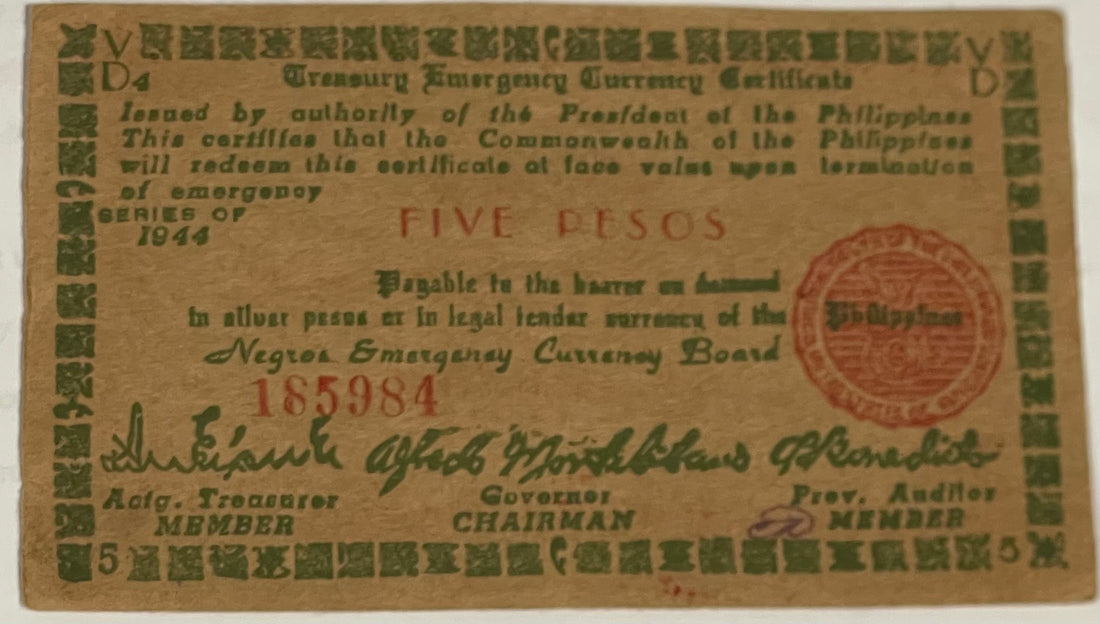 V V
D4 Treasury Emergency Currency Certificate D
Issued by authority of the President of the Philippines
This certifies that the Commonwealth of the Philippines
will redeem this certificate at face value upon termination
of emergency
SERIES OF
1944
FIVE PESOS
Payable to the bearer on demand
in silver pesos or in legal tender currency of the Philippines
Negros Emergency Currency Board
185984
Alfredo Montelibano
Actg. Treasurer Governor Prov. Auditor
MEMBER CHAIRMAN MEMBER
5 5